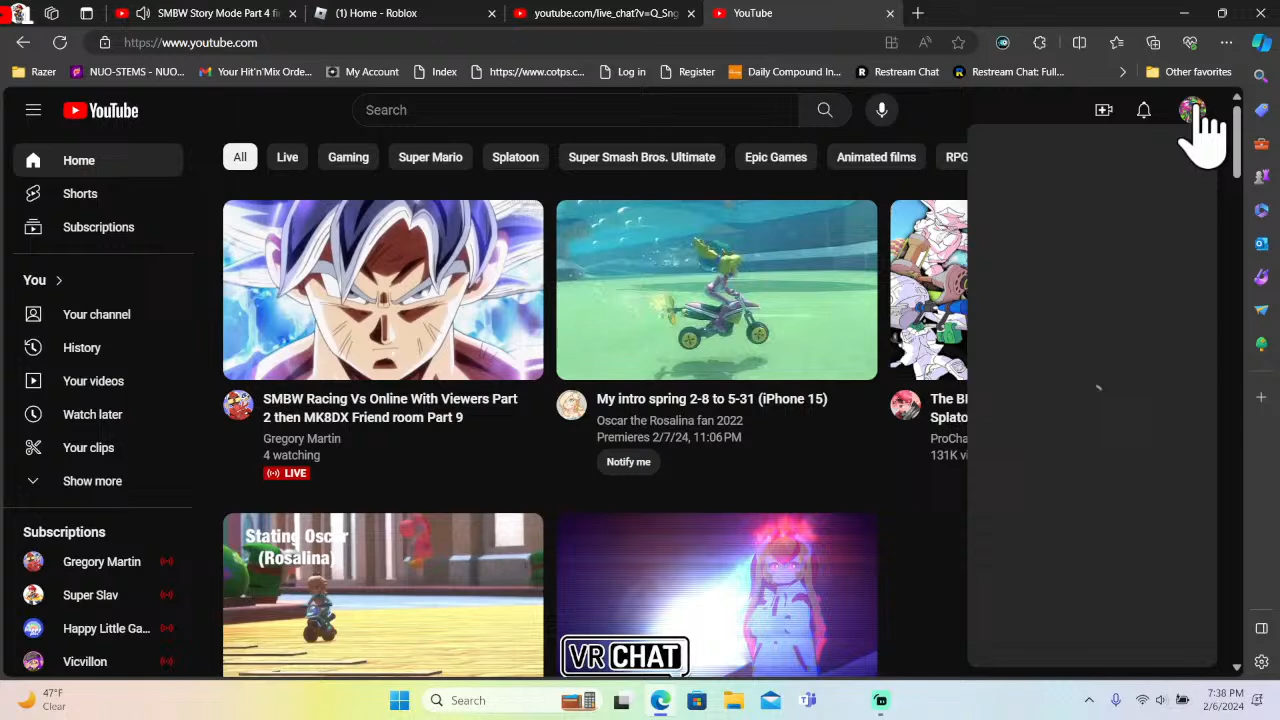 SMBW Story Mode Part 4 fi
(1) Home - Roblox
youtube.com/live_chat?v=Q_Sng
YouTube
https://www.youtube.com
Razer
NUO-STEMS - NUO...
Your Hit'n'Mix Order...
My Account
Index
https://www.cotps.c...
Log in
Register
Daily Compound In...
Restream Chat
Restream Chat: Full...
Other favorites
YouTube
Search
Home
Shorts
Subscriptions
You
Your channel
History
Your videos
Watch later
Your clips
Show more
Subscriptions
Gregory Martin
Super Slav
Happy Little Ga...
Vicvillon
All
Live
Gaming
Super Mario
Splatoon
Super Smash Bros. Ultimate
Epic Games
Animated films
RPG
SMBW Racing Vs Online With Viewers Part
2 then MK8DX Friend room Part 9
Gregory Martin
4 watching
LIVE
My intro spring 2-8 to 5-31 (iPhone 15)
Oscar the Rosalina fan 2022
Premieres 2/7/24, 11:06PM
Notify me
Splato
ProCha
131K vi
Stating Oscar
(Rosalina)
VRCHAT
47°F
Clear
Search
7:38 PM
2/6/2024